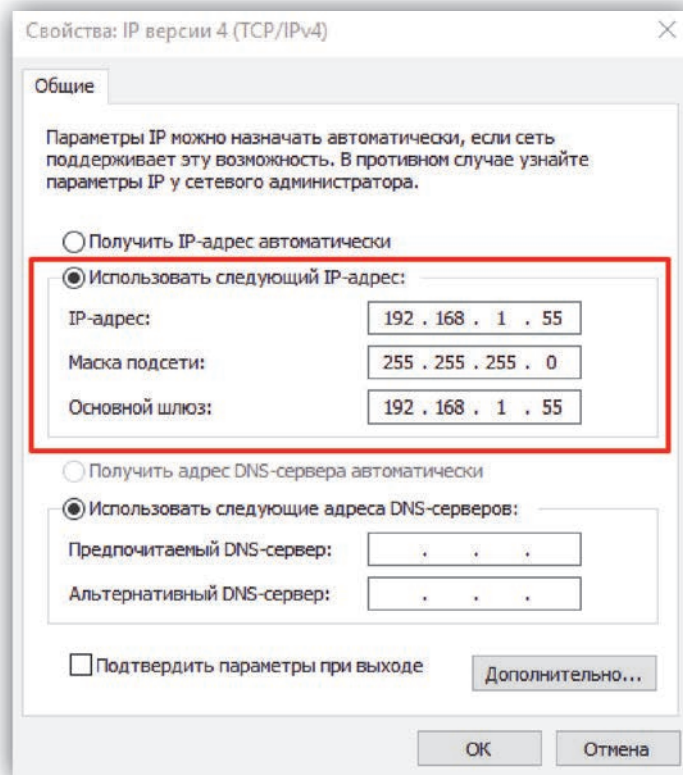 Свойства: IP версии 4 (TCP/IPv4)
Общие
Параметры IP можно назначать автоматически, если сеть
поддерживает эту возможность. В противном случае узнайте
параметры IP у сетевого администратора.
Получить IP-адрес автоматически
Использовать следующий IP-адрес:
IP-адрес: 192 . 168 . 1 . 55
Маска подсети: 255 . 255 . 255 . 0
Основной шлюз: 192 . 168 . 1 . 55
Получить адрес DNS-сервера автоматически
Использовать следующие адреса DNS-серверов:
Предпочитаемый DNS-сервер: . . .
Альтернативный DNS-сервер: . . .
Подтвердить параметры при выходе Дополнительно...
ОК Отмена